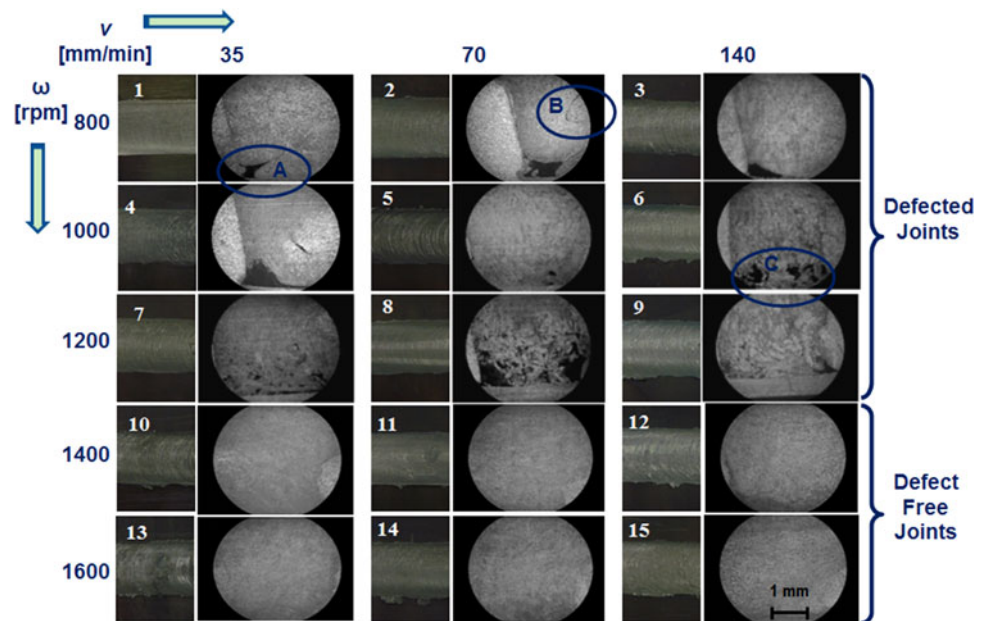 v
[mm/min]
35
70
140
ω
[rpm]
800
1
2
B
3
A
1000
4
5
6
C
Defected
Joints
1200
7
8
9
1400
10
11
12
Defect
Free
Joints
1600
13
14
15
1 mm